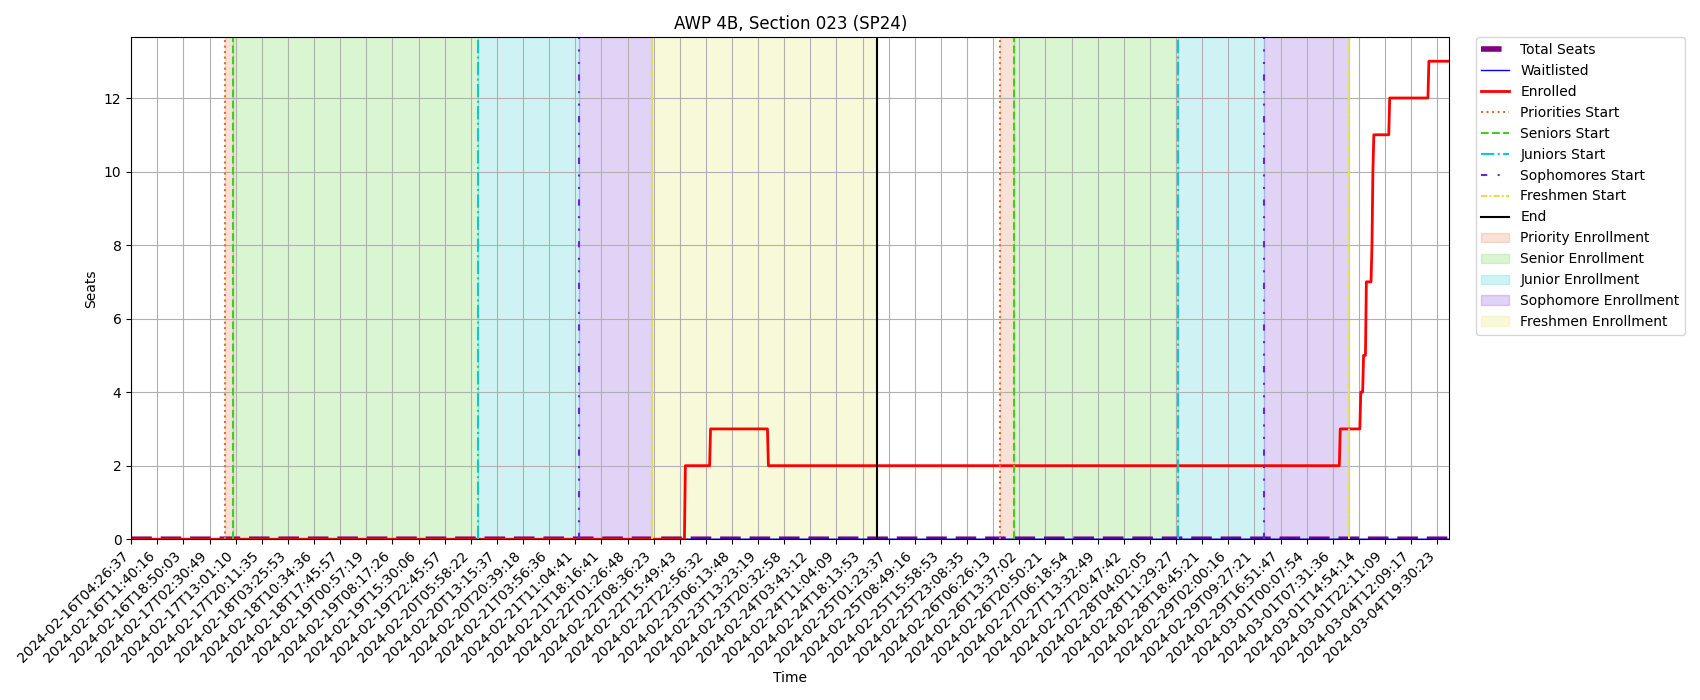 AWP 4B, Section 023 (SP24)
Seats
12
10
8
6
4
2
0
2024-02-16T04:26:37
2024-02-16T11:40:16
2024-02-16T18:50:03
2024-02-17T02:30:49
2024-02-17T13:01:10
2024-02-17T20:11:35
2024-02-18T03:25:53
2024-02-18T10:34:36
2024-02-18T17:45:57
2024-02-19T00:57:19
2024-02-19T08:17:26
2024-02-19T15:30:06
2024-02-19T22:45:57
2024-02-20T05:58:22
2024-02-20T13:15:37
2024-02-20T20:39:18
2024-02-21T03:56:36
2024-02-21T11:04:41
2024-02-21T18:16:41
2024-02-22T01:26:48
2024-02-22T08:36:23
2024-02-22T15:49:43
2024-02-22T22:56:32
2024-02-23T06:13:48
2024-02-23T13:23:19
2024-02-23T20:32:58
2024-02-24T03:43:12
2024-02-24T11:04:09
2024-02-24T18:13:53
2024-02-25T01:23:37
2024-02-25T08:49:16
2024-02-25T15:58:53
2024-02-25T23:08:35
2024-02-26T06:26:13
2024-02-26T13:37:02
2024-02-26T20:50:21
2024-02-27T06:18:54
2024-02-27T13:32:49
2024-02-27T20:47:42
2024-02-28T04:02:05
2024-02-28T11:29:27
2024-02-28T18:45:21
2024-02-29T02:00:16
2024-02-29T09:27:21
2024-02-29T16:51:47
2024-03-01T00:07:54
2024-03-01T07:31:36
2024-03-01T14:54:14
2024-03-01T22:11:09
2024-03-04T12:09:17
2024-03-04T19:30:23
Time
Total Seats
Waitlisted
Enrolled
Priorities Start
Seniors Start
Juniors Start
Sophomores Start
Freshmen Start
End
Priority Enrollment
Senior Enrollment
Junior Enrollment
Sophomore Enrollment
Freshmen Enrollment